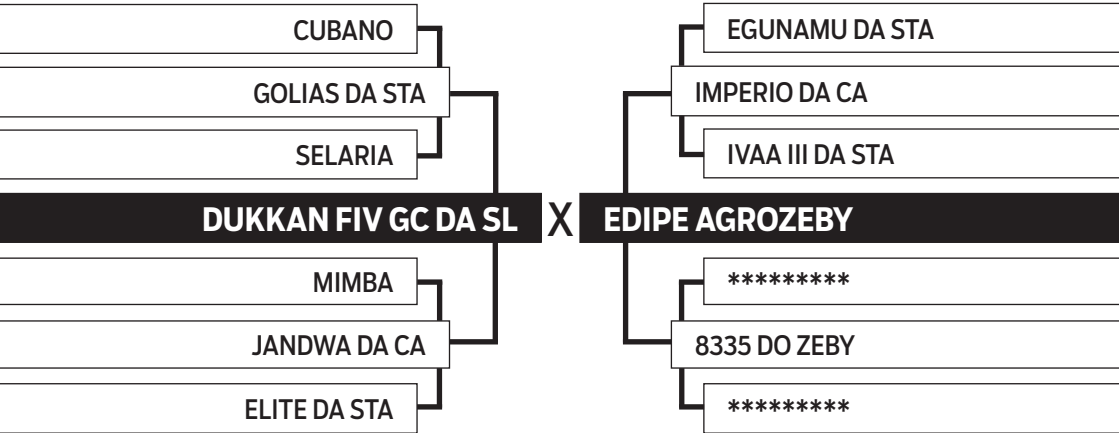 CUBANO
GOLIAS DA STA
SELARIA
DUKKAN FIV GC DA SL
MIMBA
JANDWA DA CA
ELITE DA STA
X
EGUNAMU DA STA
IMPERIO DA CA
IVAA III DA STA
EDIPE AGROZEBY
*********
8335 DO ZEBY
*********